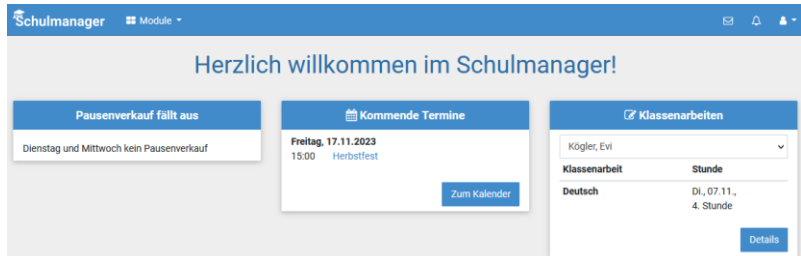 Schulmanager
Module
Herzlich willkommen im Schulmanager!
Pausenverkauf fällt aus
Dienstag und Mittwoch kein Pausenverkauf
Kommende Termine
Freitag, 17.11.2023
15:00 Herbstfest
Zum Kalender
Klassenarbeiten
Kögler, Evi
Klassenarbeit Stunde
Deutsch Di., 07.11.,
4. Stunde
Details